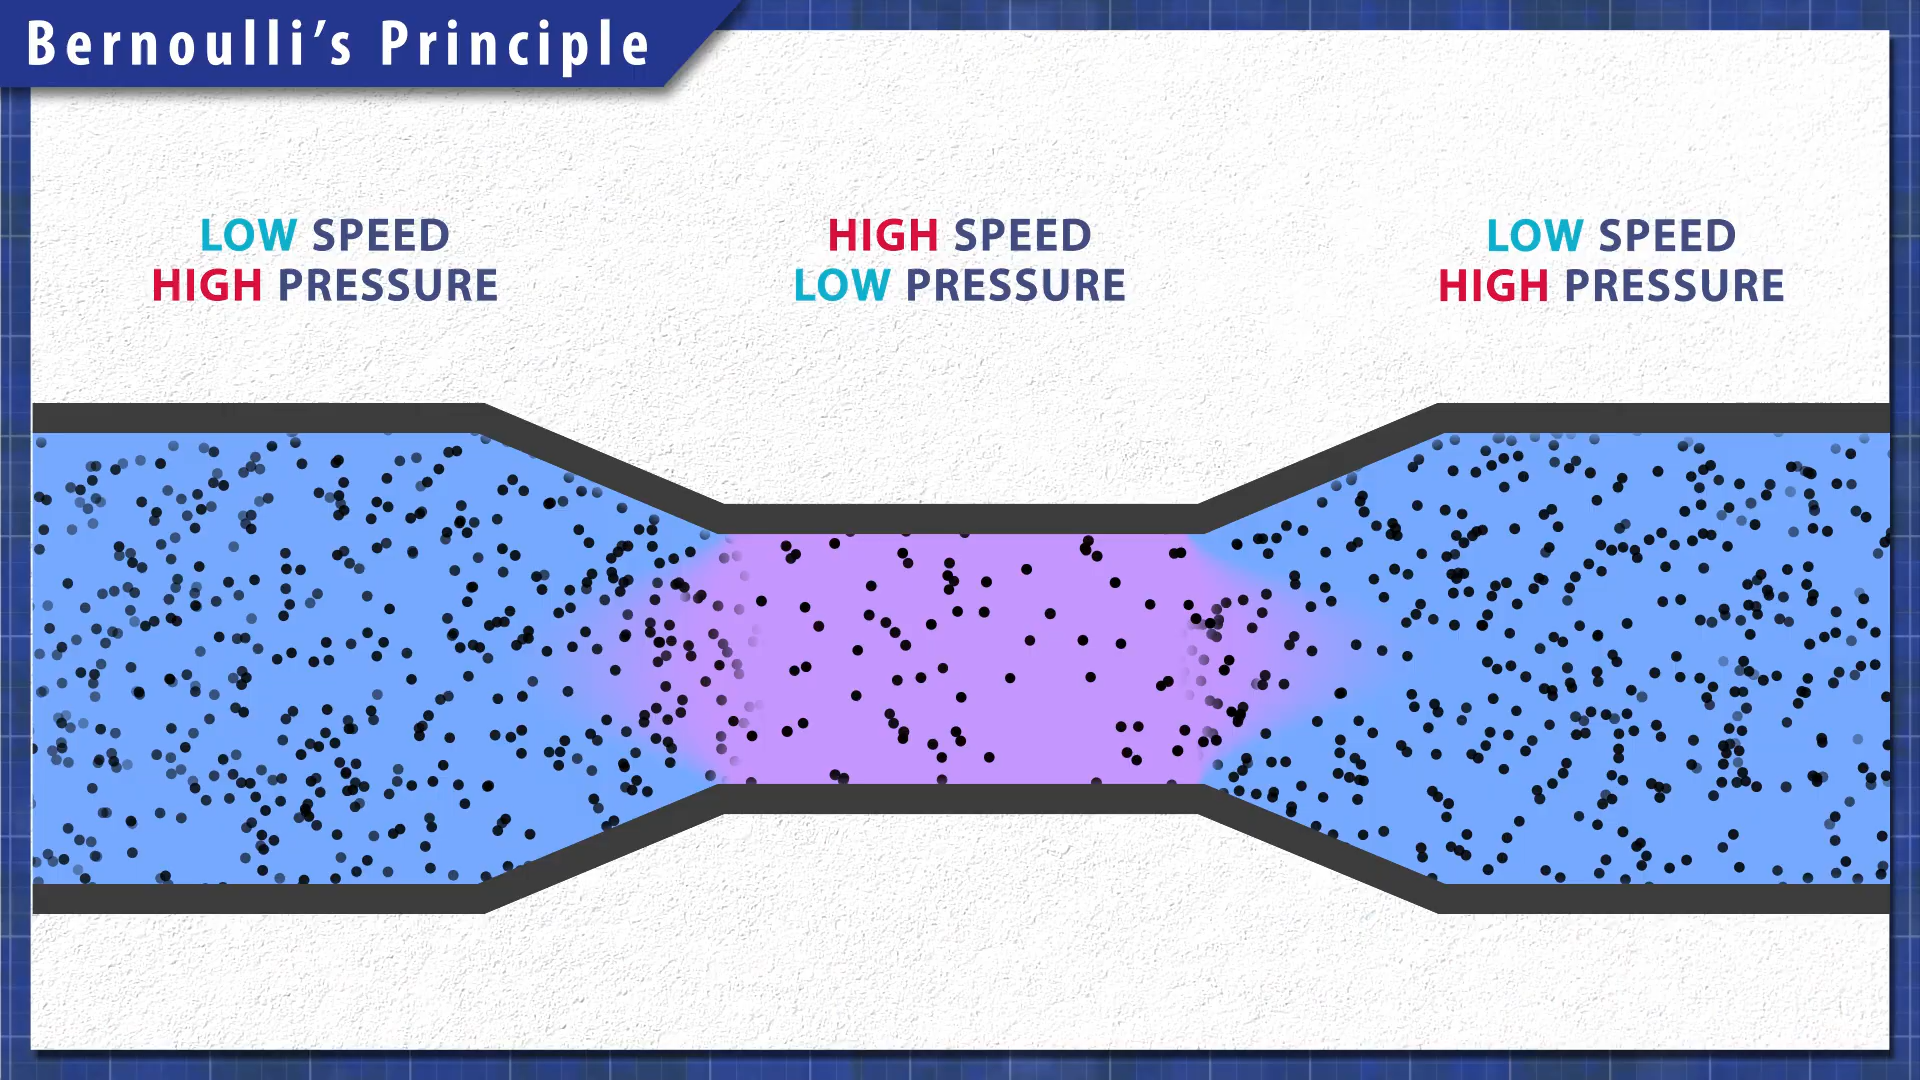 Bernoulli’s Principle
LOW SPEED
HIGH PRESSURE
HIGH SPEED
LOW PRESSURE
LOW SPEED
HIGH PRESSURE